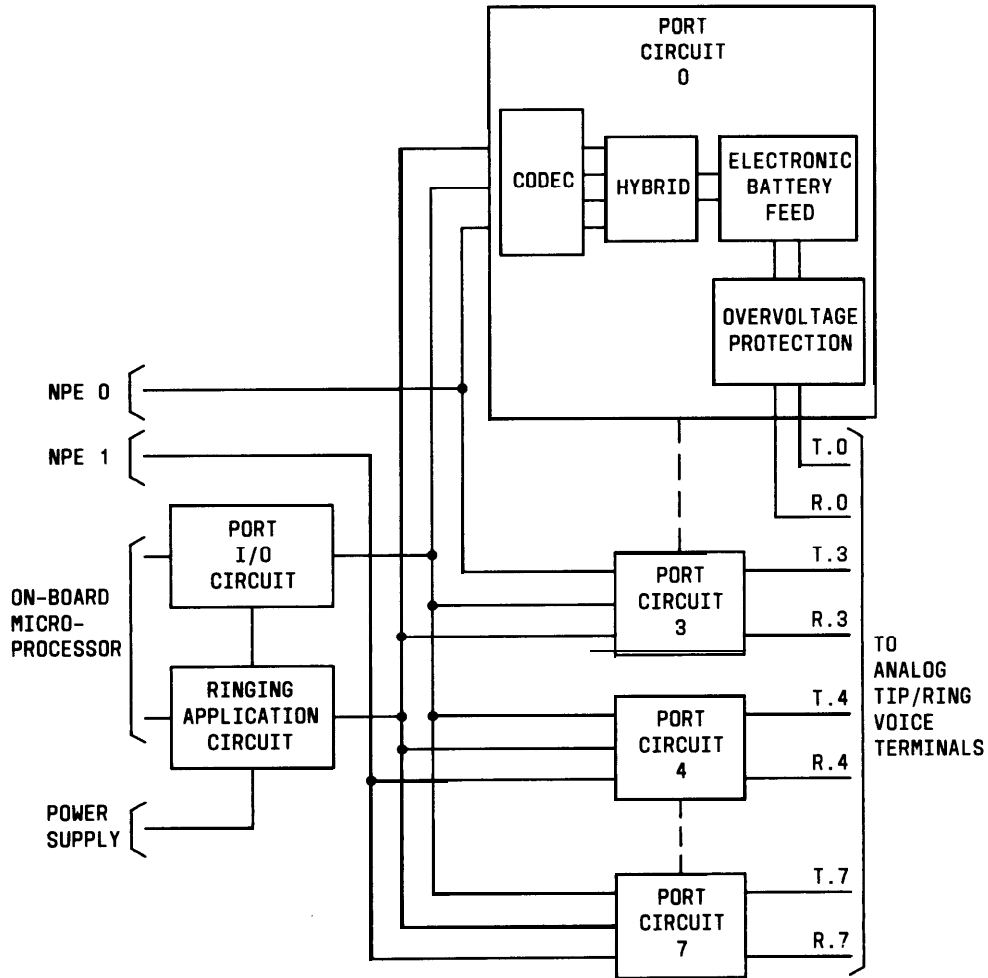 PORT
CIRCUIT
0
CODEC
HYBRID
ELECTRONIC
BATTERY
FEED
OVERVOLTAGE
PROTECTION
NPE 0
NPE 1
T.0
R.0
PORT
I/O
CIRCUIT
ON-BOARD
MICRO-
PROCESSOR
RINGING
APPLICATION
CIRCUIT
POWER
SUPPLY
PORT
CIRCUIT
3
T.3
R.3
PORT
CIRCUIT
4
T.4
R.4
PORT
CIRCUIT
7
T.7
R.7
TO
ANALOG
TIP/RING
VOICE
TERMINALS